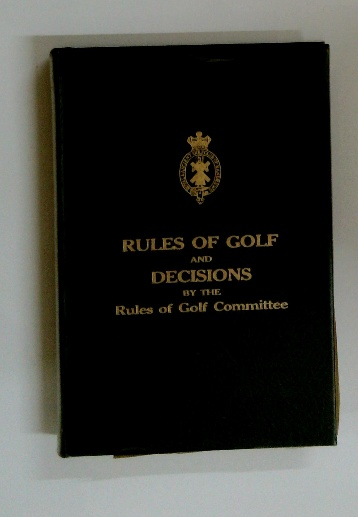 RULES OF GOLF
AND
DECISIONS
BY THE
Rules of Golf Committee